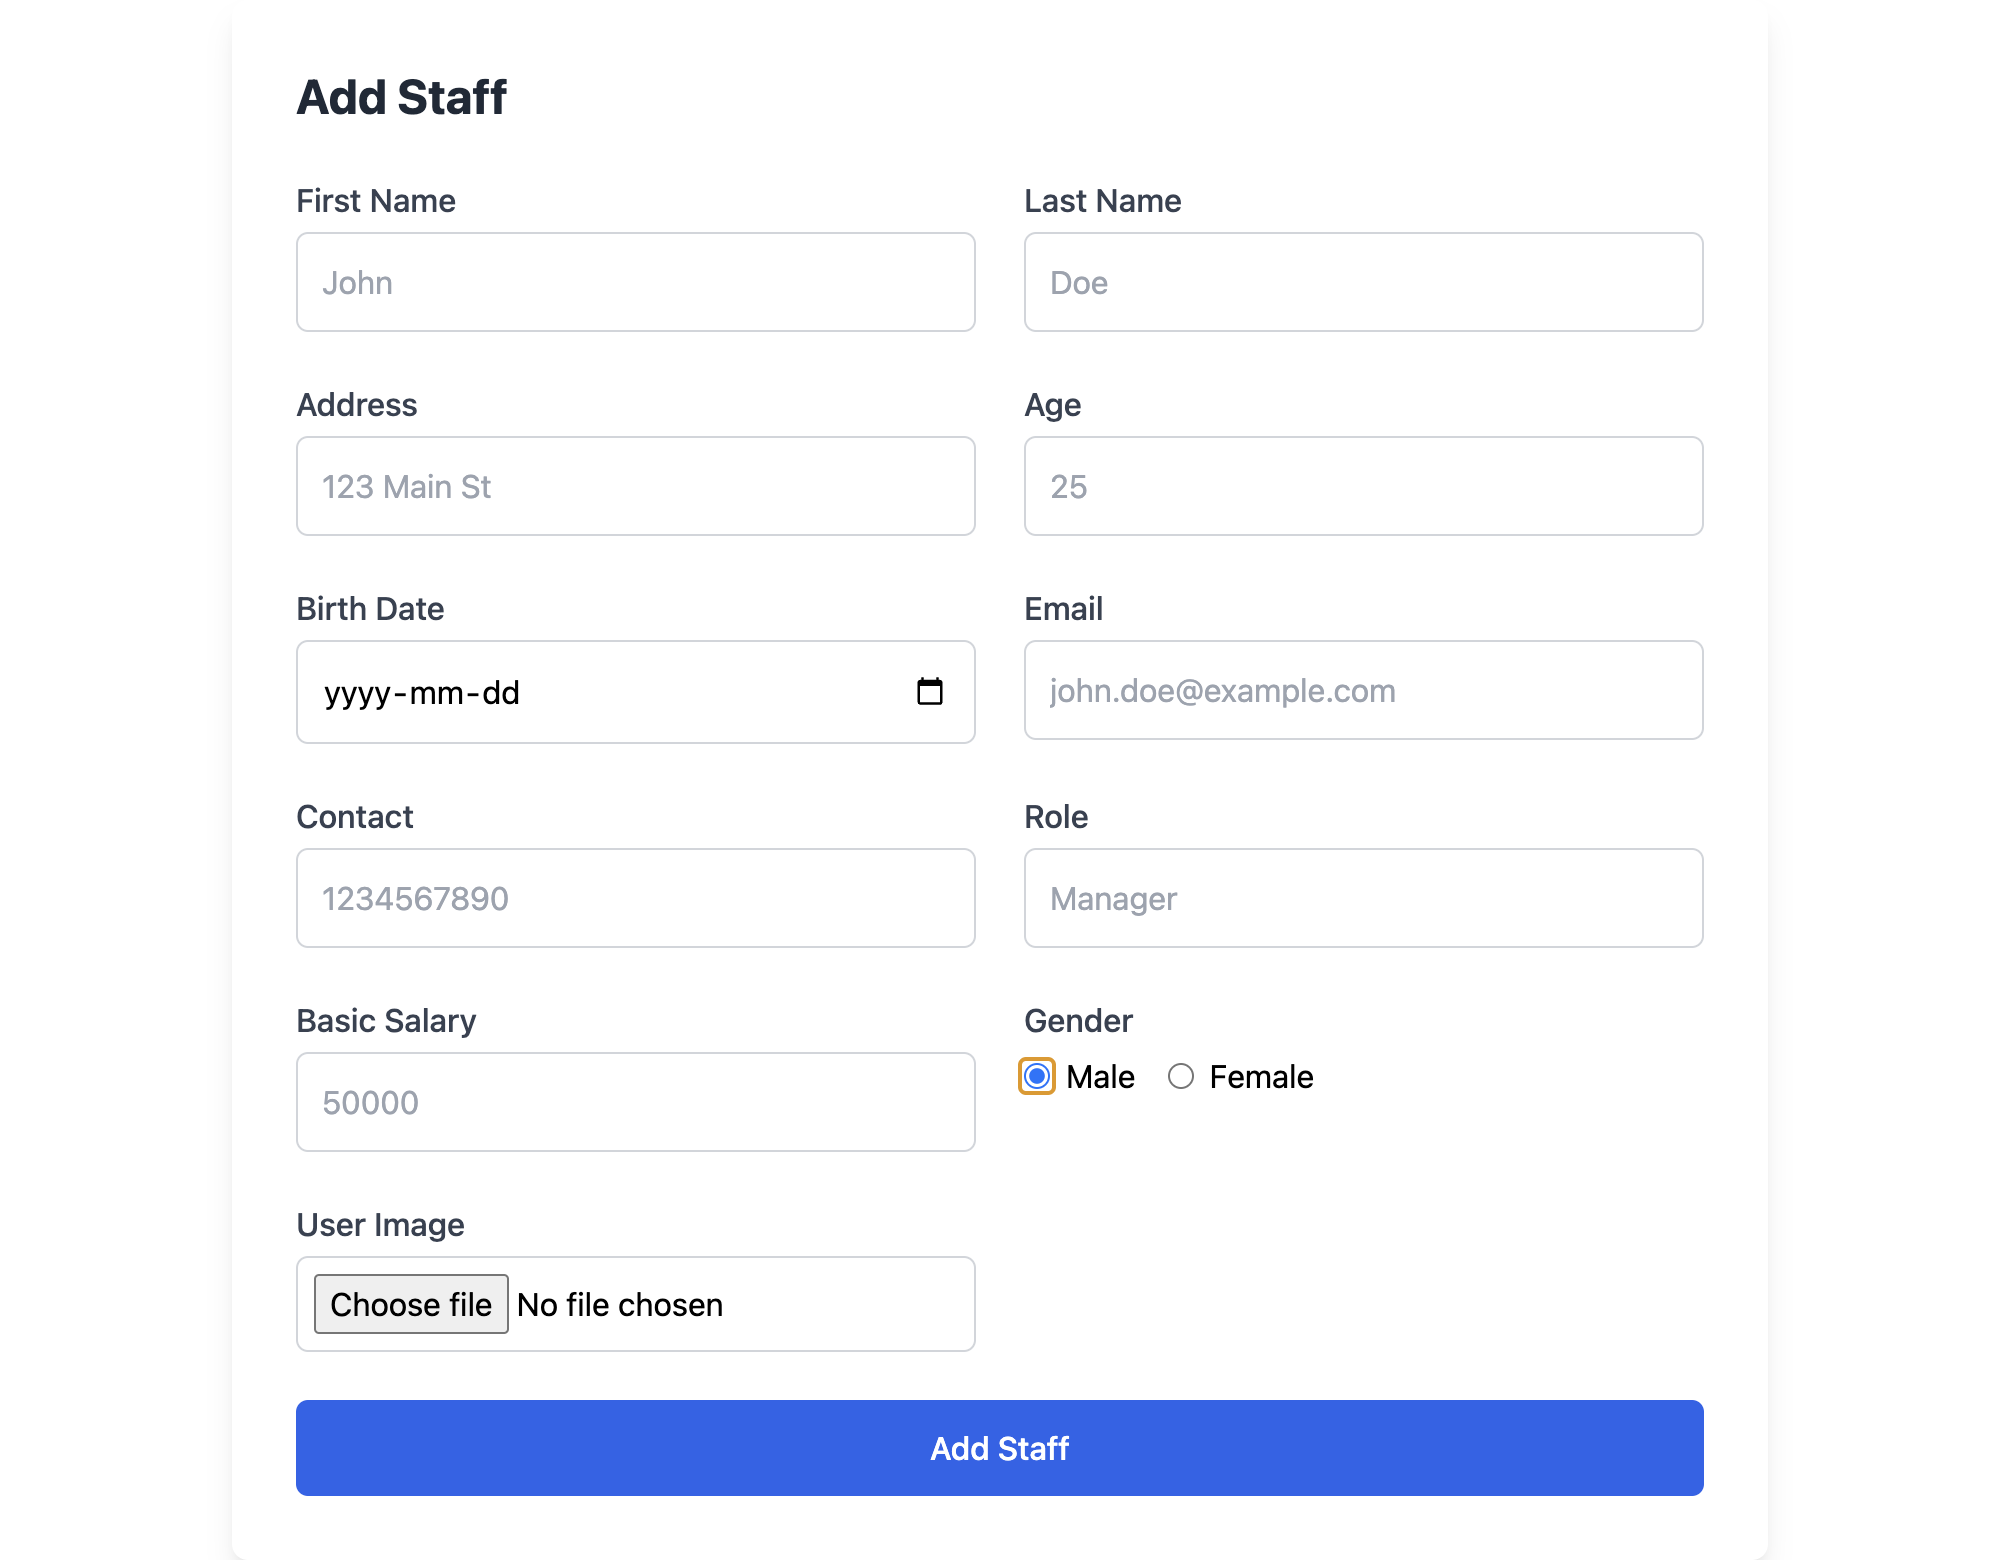 Add Staff
First Name
Last Name
John
Doe
Address
Age
123 Main St
25
Birth Date
Email
yyyy-mm-dd
john.doe@example.com
Contact
Role
1234567890
Manager
Basic Salary
Gender
50000
Male
Female
User Image
Choose file No file chosen
Add Staff